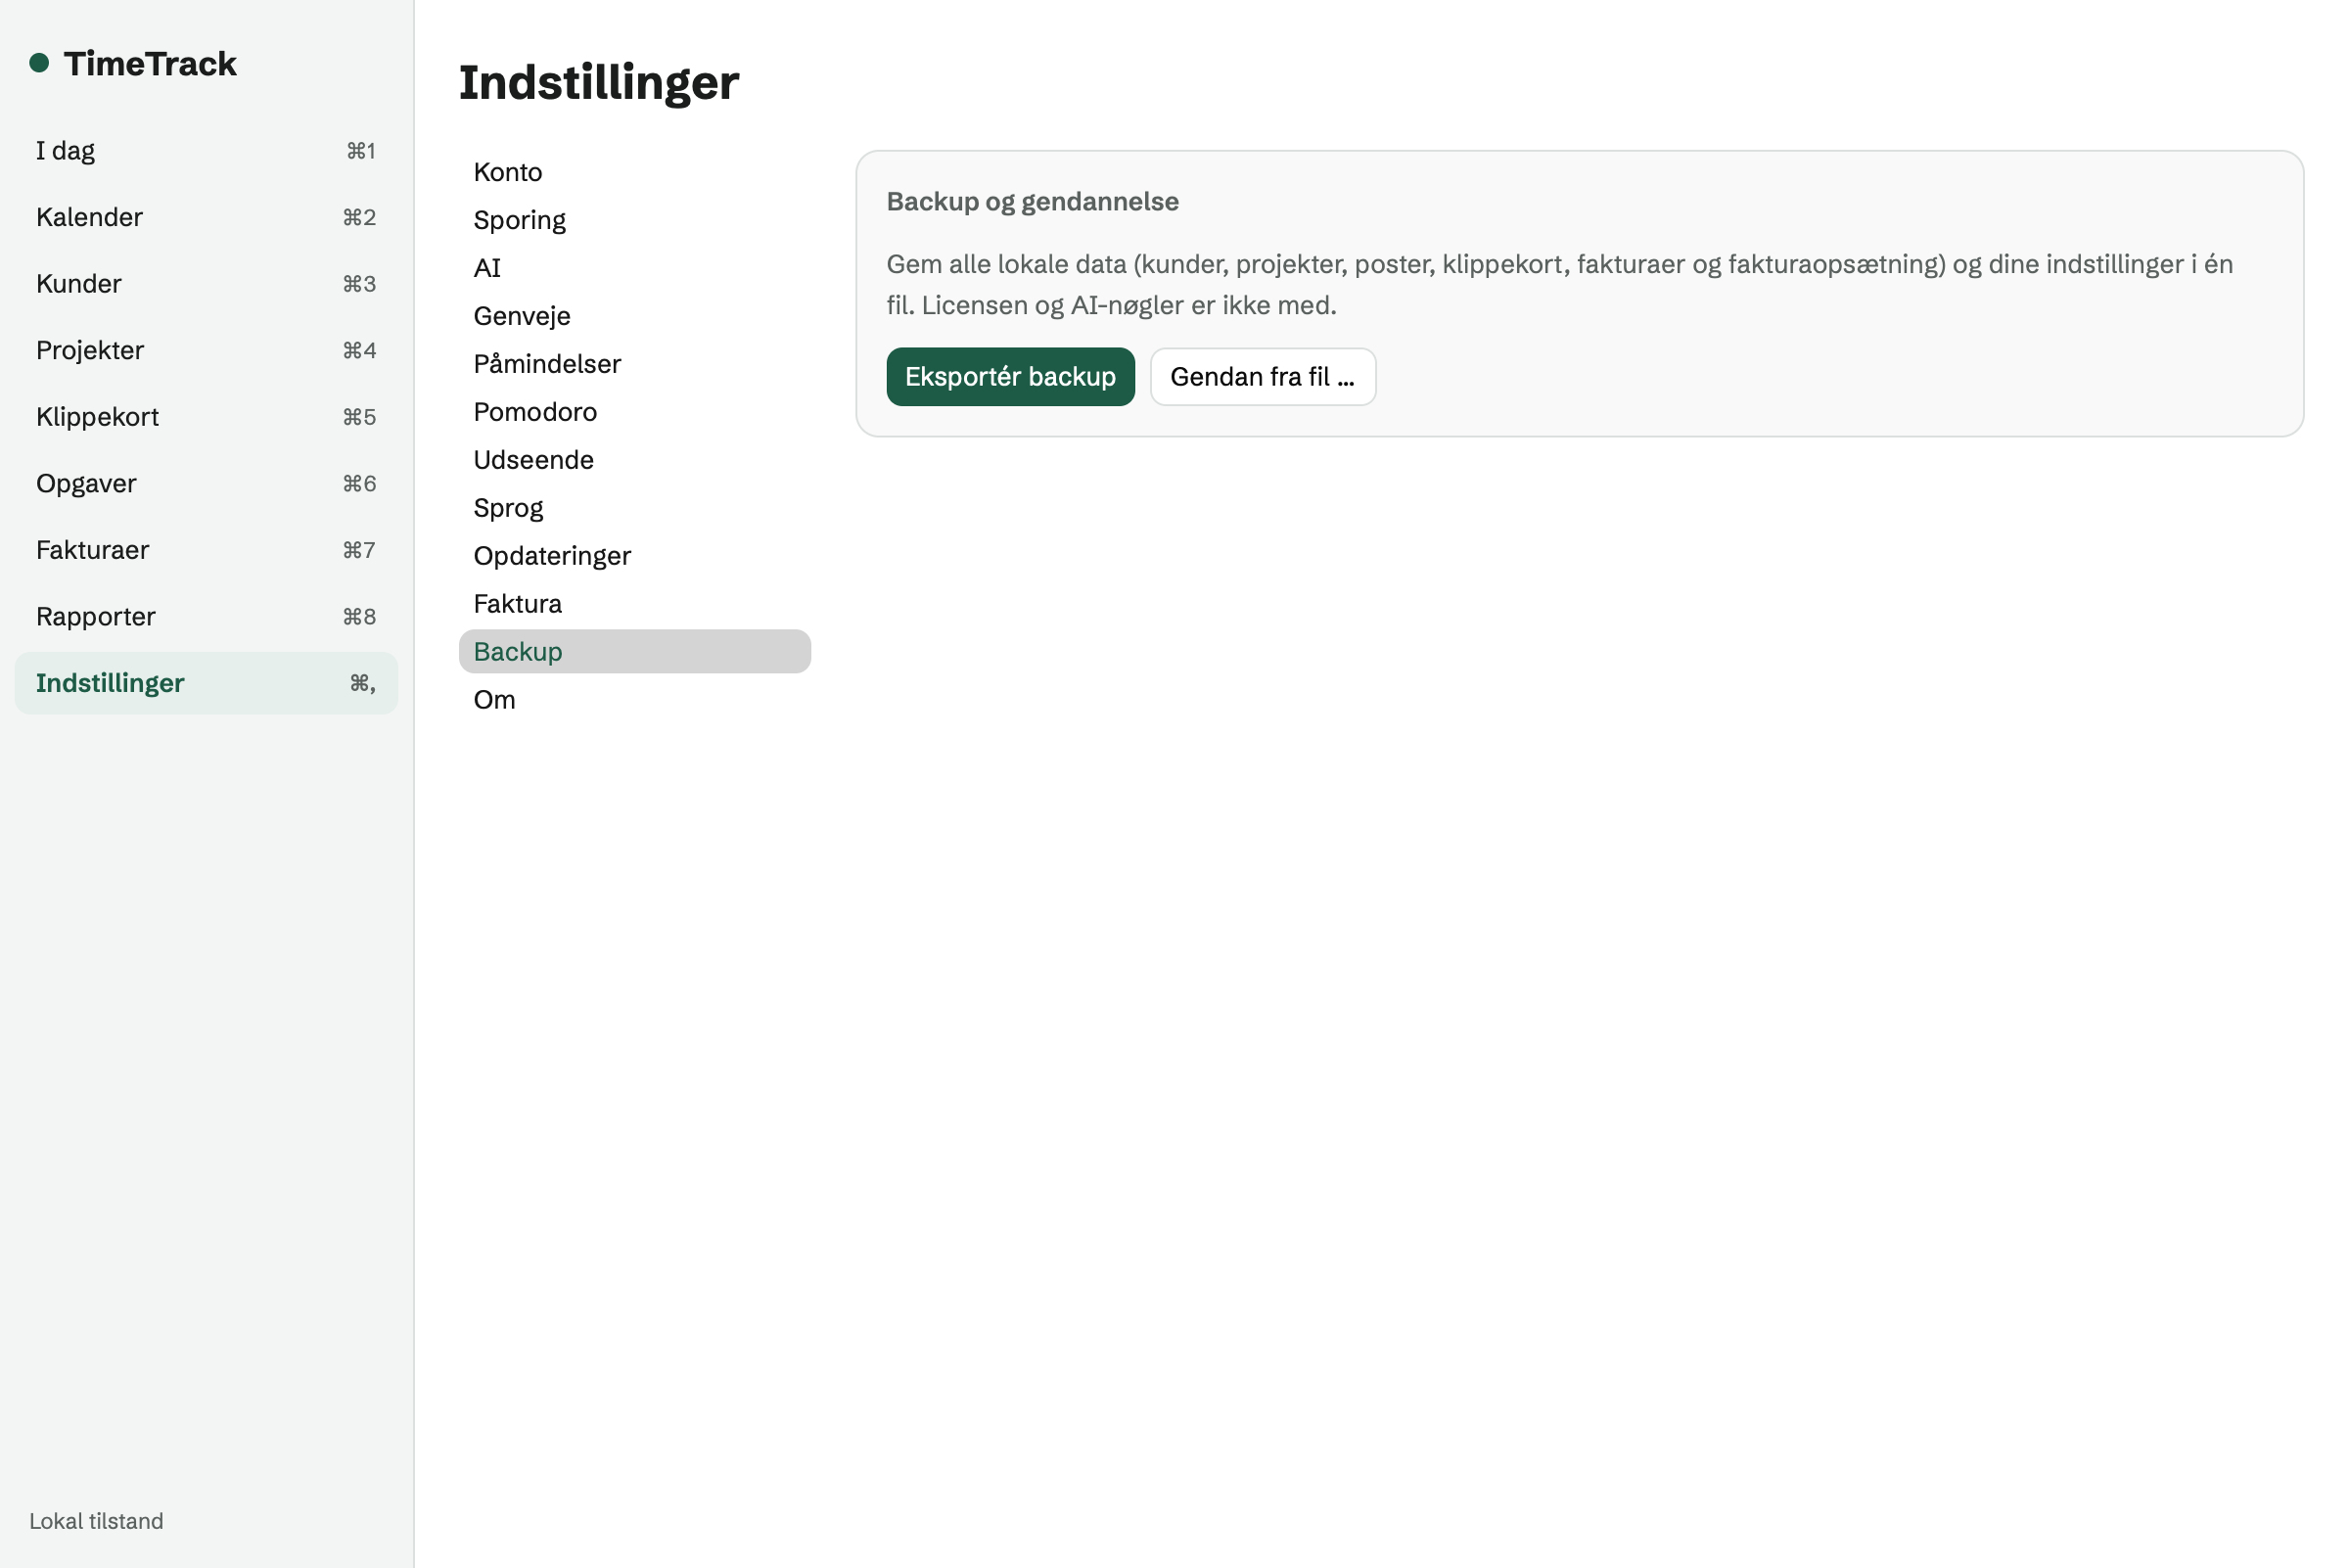 TimeTrack
I dag ⌘1
Kalender ⌘2
Kunder ⌘3
Projekter ⌘4
Klippekort ⌘5
Opgaver ⌘6
Fakturaer ⌘7
Rapporter ⌘8
Indstillinger ⌘,
Lokal tilstand
Indstillinger
Konto
Sporing
AI
Genveje
Påmindelser
Pomodoro
Udseende
Sprog
Opdateringer
Faktura
Backup
Om
Backup og gendannelse
Gem alle lokale data (kunder, projekter, poster, klippekort, fakturaer og fakturaopsætning) og dine indstillinger i én
fil. Licensen og AI-nøgler er ikke med.
Eksportér backup Gendan fra fil ...